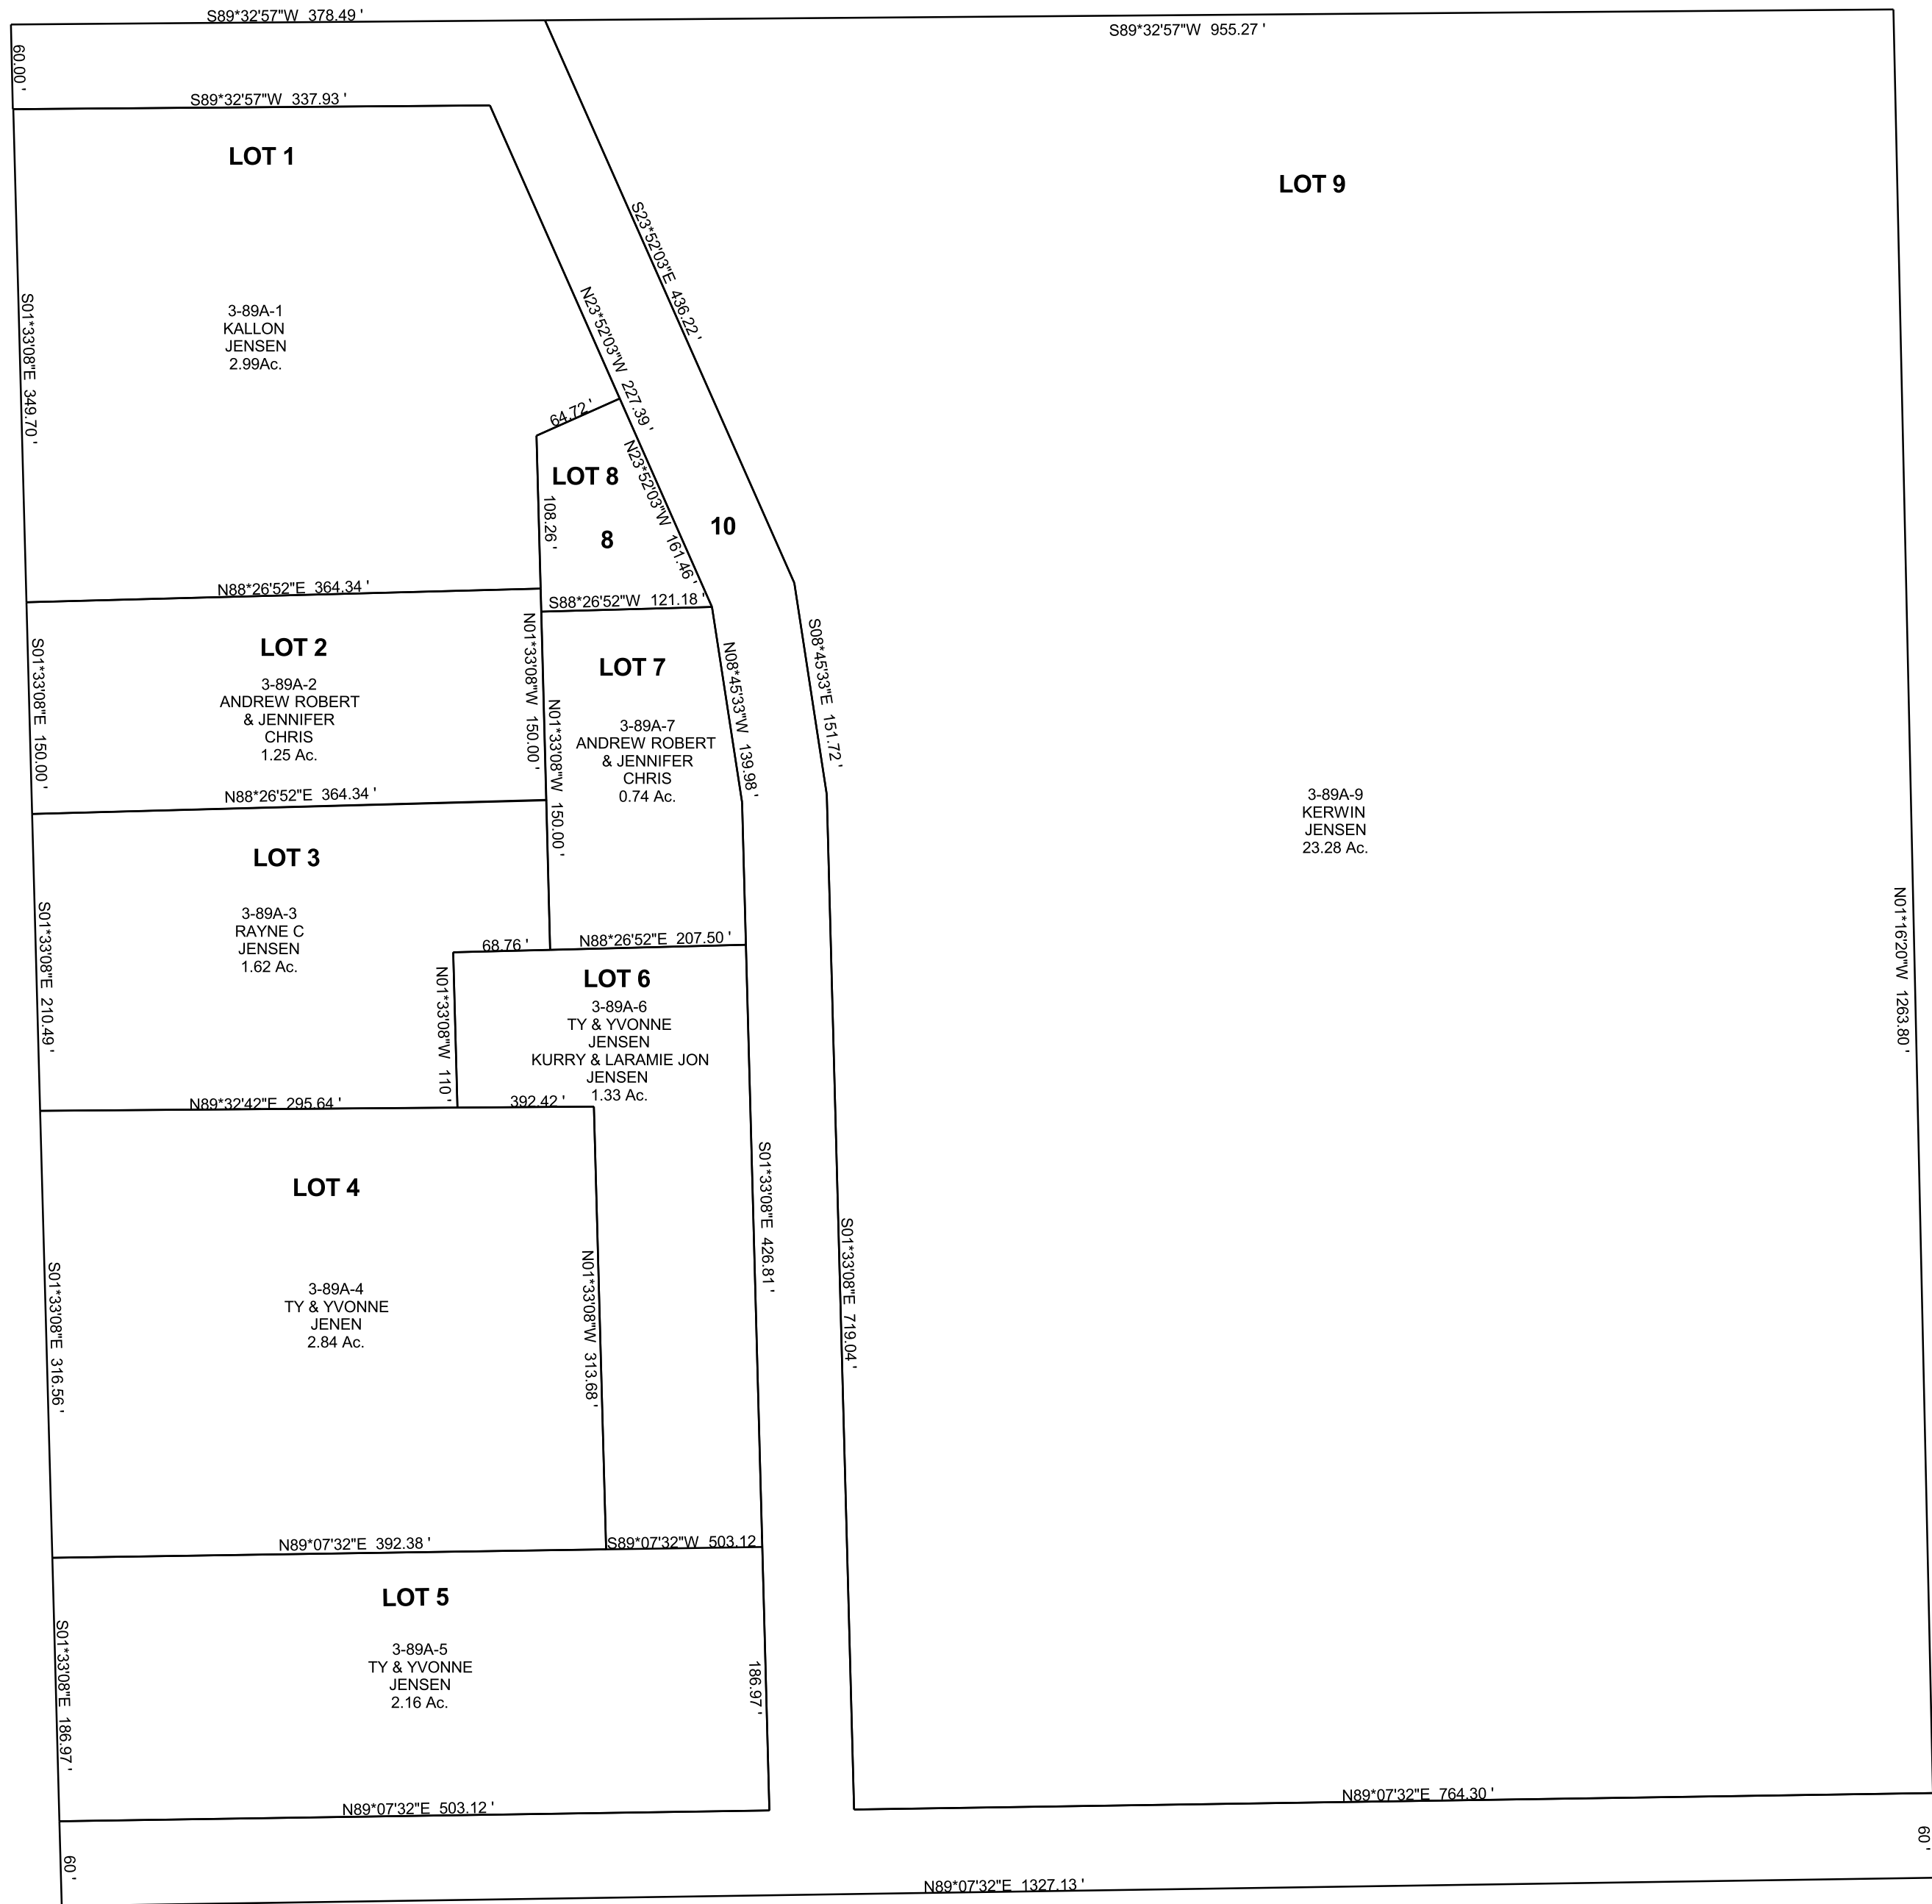 S89*32'57"W 378.49 '
S89*32'57"W 955.27 '
60.00 '
S89*32'57"W 337.93 '
LOT 1
LOT 9
S23*52'03"E 436.22 '
N23*52'03"W 227.39 '
S01*33'08"E 349.70 '
3-89A-1
KALLON
JENSEN
2.99Ac.
64.72 '
N23*52'03"W 161.46 '
LOT 8
108.26 '
8
10
N88*26'52"E 364.34 '
S88*26'52"W 121.18 '
N01*33'08"W 150.00 '
S01*33'08"E 150.00 '
LOT 2
3-89A-2
ANDREW ROBERT
& JENNIFER
CHRIS
1.25 Ac.
LOT 7
N01*33'08"W 150.00 '
3-89A-7
ANDREW ROBERT
& JENNIFER
CHRIS
0.74 Ac.
N08*45'33"W 139.98 '
S08*45'33"E 151.72 '
3-89A-9
KERWIN
JENSEN
23.28 Ac.
N88*26'52"E 364.34 '
LOT 3
S01*33'08"E 210.49 '
3-89A-3
RAYNE C
JENSEN
1.62 Ac.
68.76 '
N88*26'52"E 207.50 '
N01*16'20"W 1263.80 '
N01*33'08"W 110 '
LOT 6
3-89A-6
TY & YVONNE
JENSEN
KURRY & LARAMIE JON
JENSEN
1.33 Ac.
N89*32'42"E 295.64 '
392.42 '
S01*33'08"E 426.81 '
LOT 4
S01*33'08"E 719.04 '
S01*33'08"E 316.56 '
3-89A-4
TY & YVONNE
JENEN
2.84 Ac.
N01*33'08"W 313.68 '
N89*07'32"E 392.38 '
S89*07'32"W 503.12
LOT 5
S01*33'08"E 186.97 '
3-89A-5
TY & YVONNE
JENSEN
2.16 Ac.
186.97 '
N89*07'32"E 503.12 '
N89*07'32"E 764.30 '
60 '
60 '
N89*07'32"E 1327.13 '